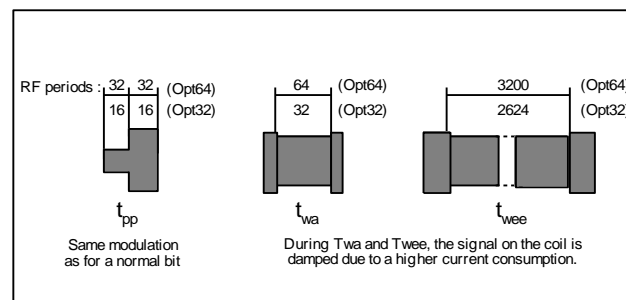 RF periods : 32 32 (Opt64) 64 (Opt64) 3200 (Opt64)
16 16 (Opt32) 32 (Opt32) 2624 (Opt32)
tpp twa twee
Same modulation
as for a normal bit
During Twa and Twee, the signal on the coil is
damped due to a higher current consumption.